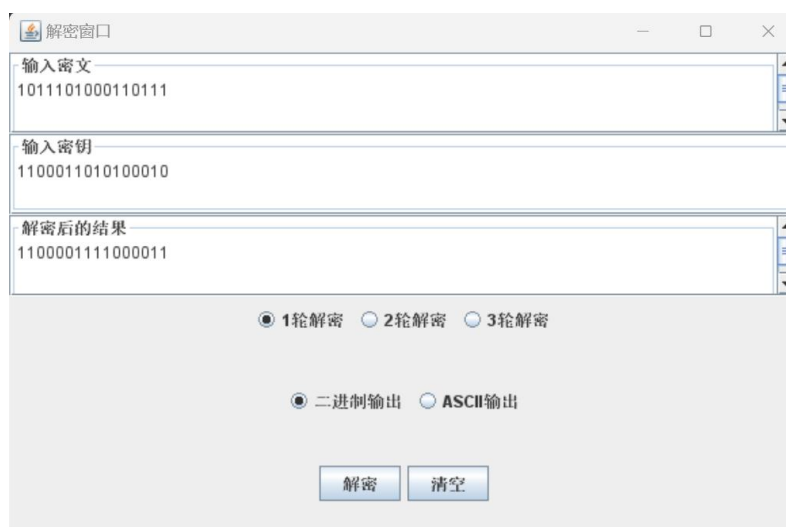 解密窗口
输入密文
1011101000110111
输入密钥
1100011010100010
解密后的结果
1100001111000011
1轮解密 2轮解密 3轮解密
二进制输出 ASCII输出
解密 清空